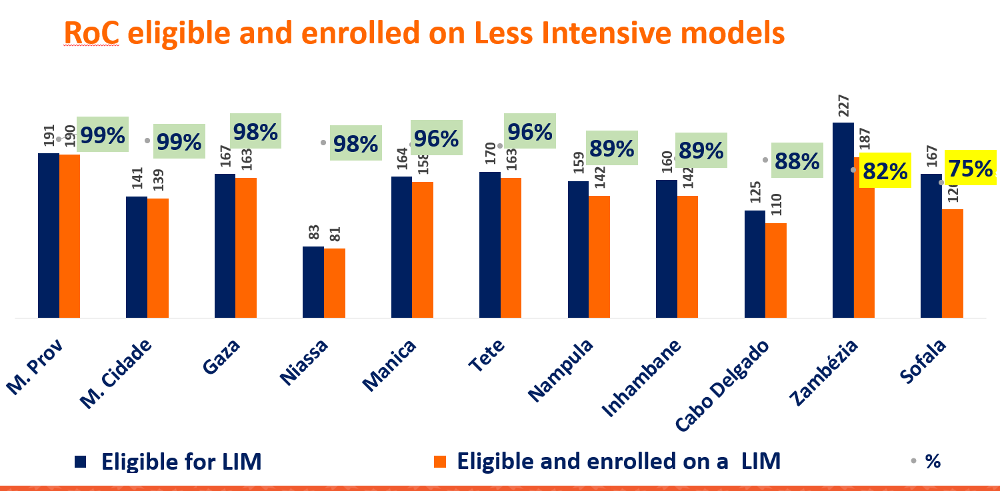 RoC eligible and enrolled on Less Intensive models
191
190
99%
141
139
99%
167
163
98%
83
81
98%
164
158
96%
170
163
96%
159
142
89%
160
142
89%
125
110
88%
227
187
82%
167
75%
M. Prov
M. Cidade
Gaza
Niassa
Manica
Tete
Nampula
Inhambane
Cabo Delgado
Zambézia
Sofala
Eligible for LIM
Eligible and enrolled on a LIM
%